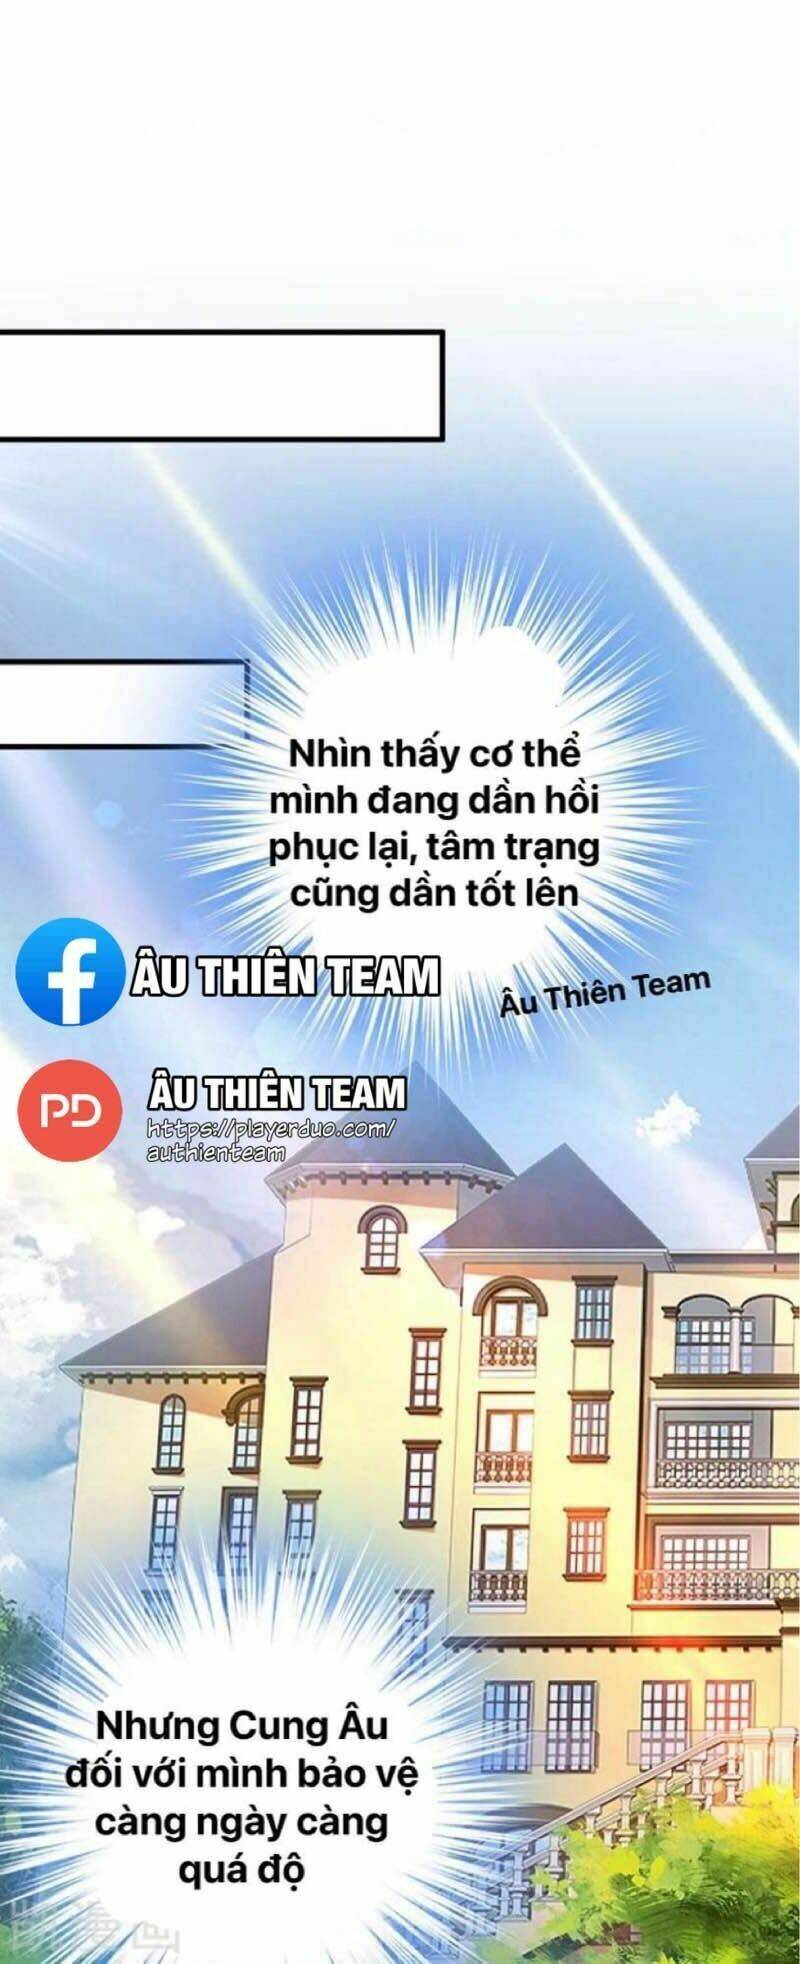 Nhìn thấy cơ thể
mình đang dần hồi
phục lại, tâm trạng
cũng dần tốt lên
ÂU THIÊN TEAM
Âu Thiên Team
PD
ÂU THIÊN TEAM
https://playerduo.com/
authienteam
Nhưng Cung Âu
đối với mình bảo vệ
càng ngày càng
quá độ